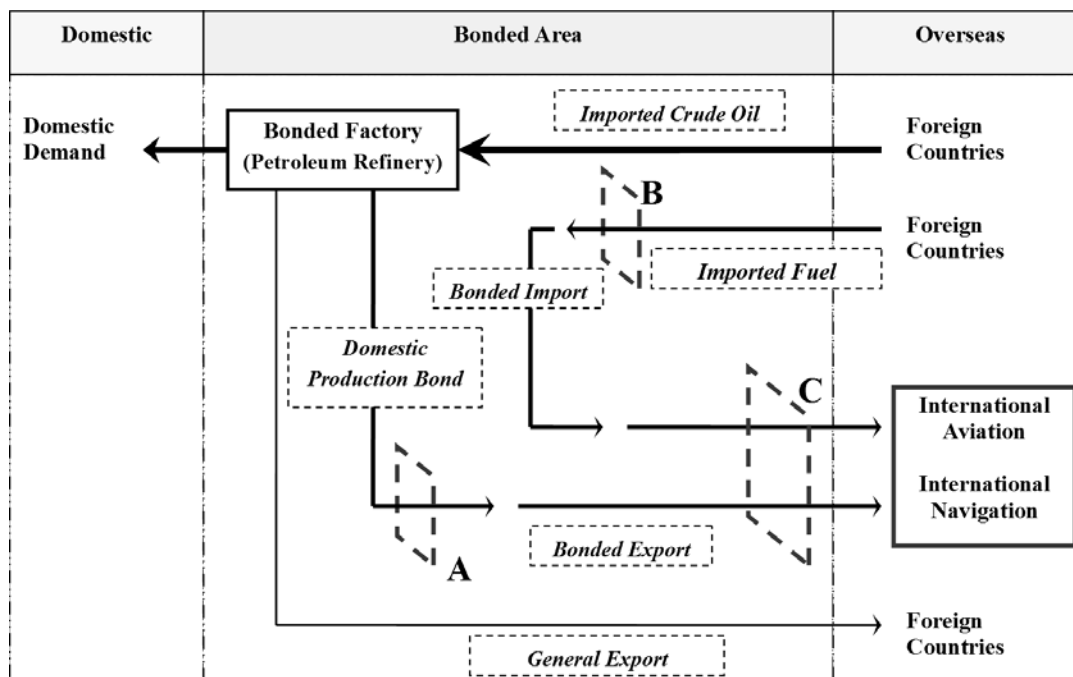 Domestic
Bonded Area
Overseas
Imported Crude Oil
Domestic
Demand
Bonded Factory
(Petroleum Refinery)
Foreign
Countries
B
Foreign
Countries
Imported Fuel
Bonded Import
Domestic
Production Bond
C
International
Aviation
International
Navigation
Bonded Export
A
Foreign
Countries
General Export